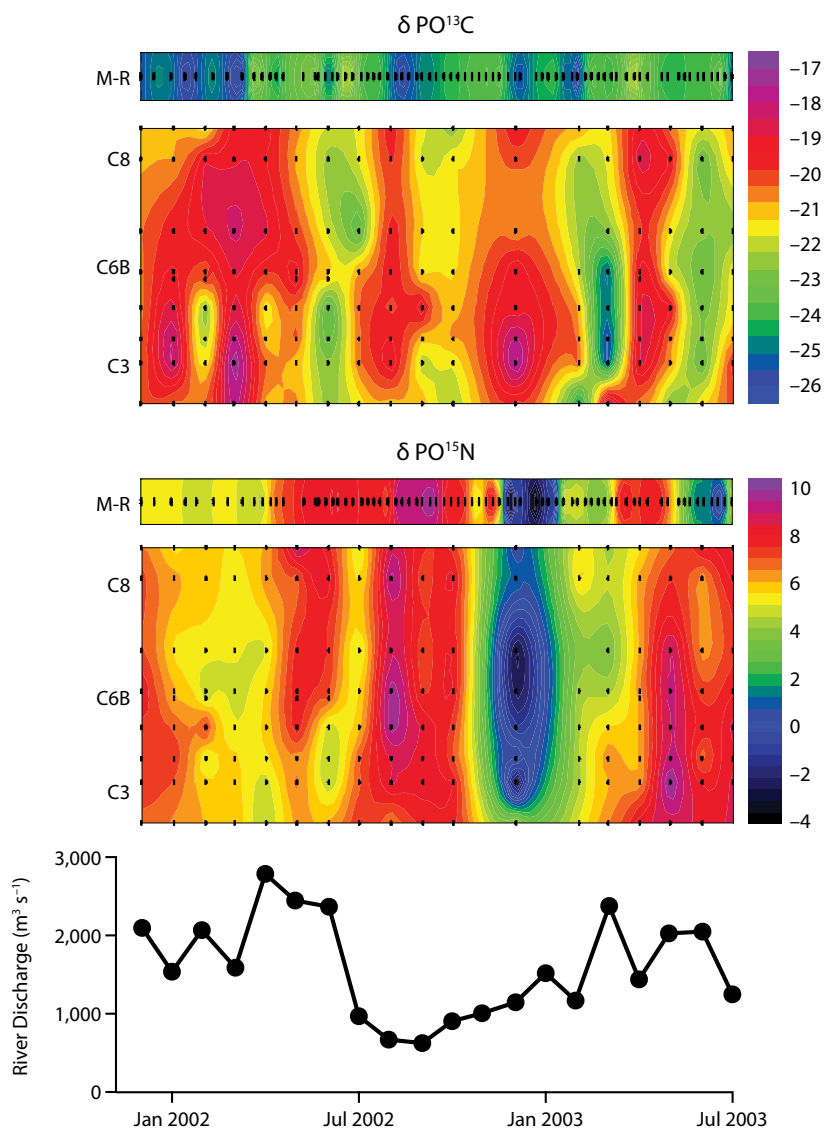 δ PO¹³C
M-R
C8
C6B
C3
–17
–18
–19
–20
–21
–22
–23
–24
–25
–26
δ PO¹⁵N
M-R
C8
C6B
C3
10
8
6
4
2
0
–2
–4
River Discharge (m³ s⁻¹)
3,000
2,000
1,000
0
Jan 2002
Jul 2002
Jan 2003
Jul 2003